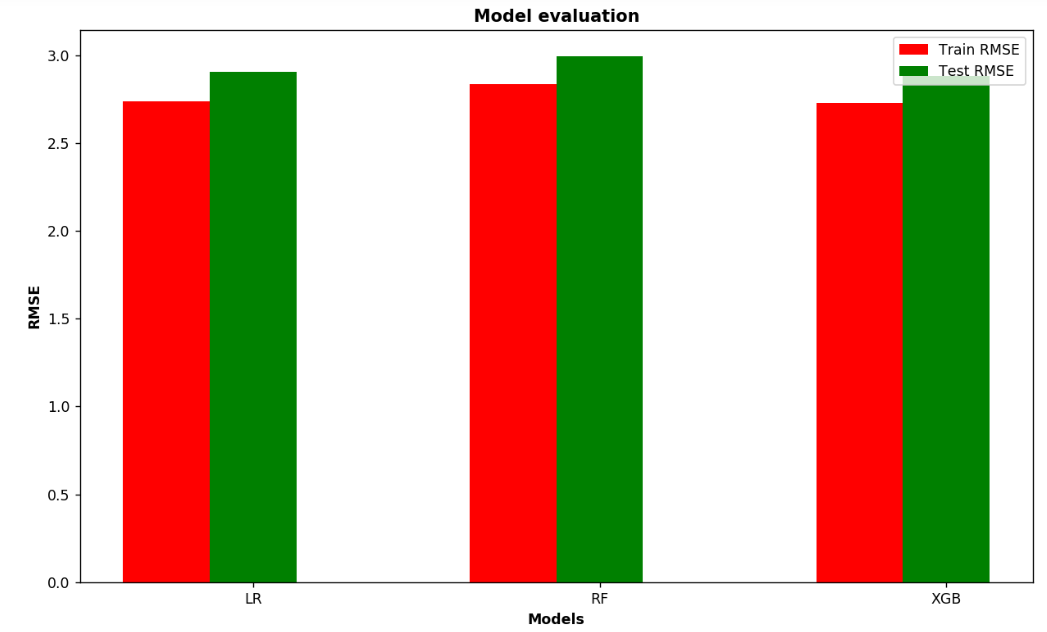 Model evaluation
Train RMSE
Test RMSE
3.0
2.5
2.0
1.5
1.0
0.5
0.0
RMSE
LR
RF
XGB
Models